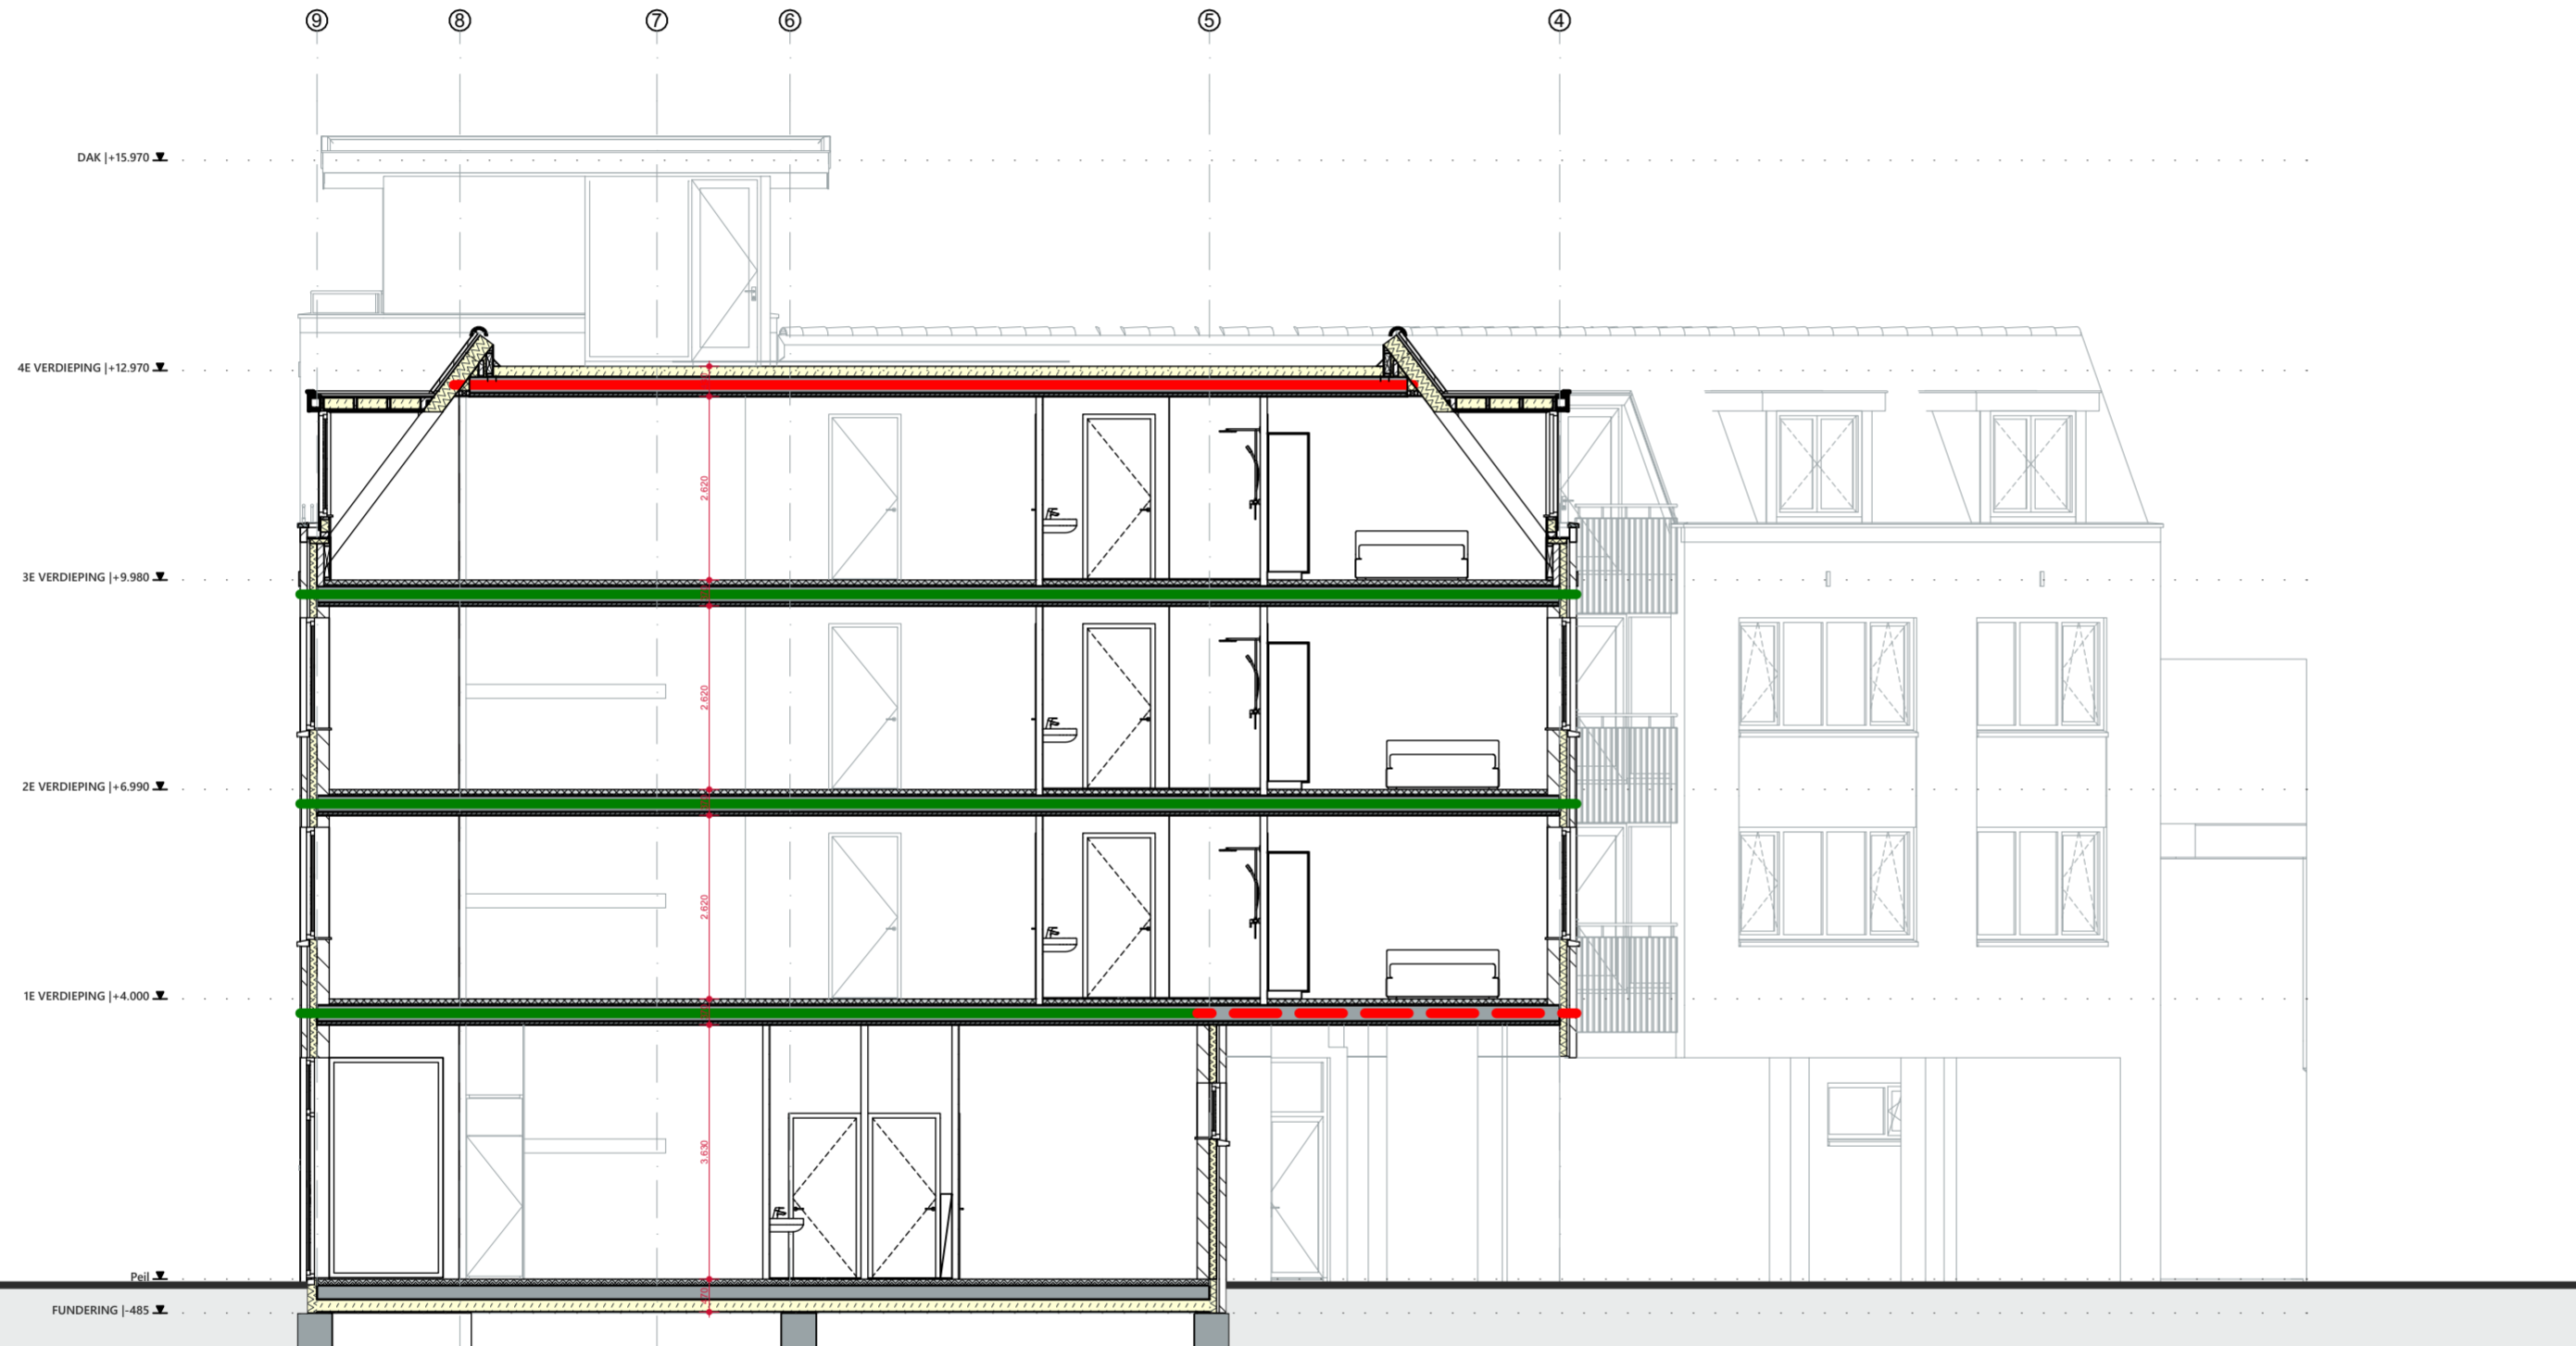 9 8 7 6 5 4
DAK |+15.970
4E VERDIEPING |+12.970
2.620
3E VERDIEPING |+9.980
2.620
2E VERDIEPING |+6.990
2.620
1E VERDIEPING |+4.000
3.630
Peil
470
FUNDERING |-485